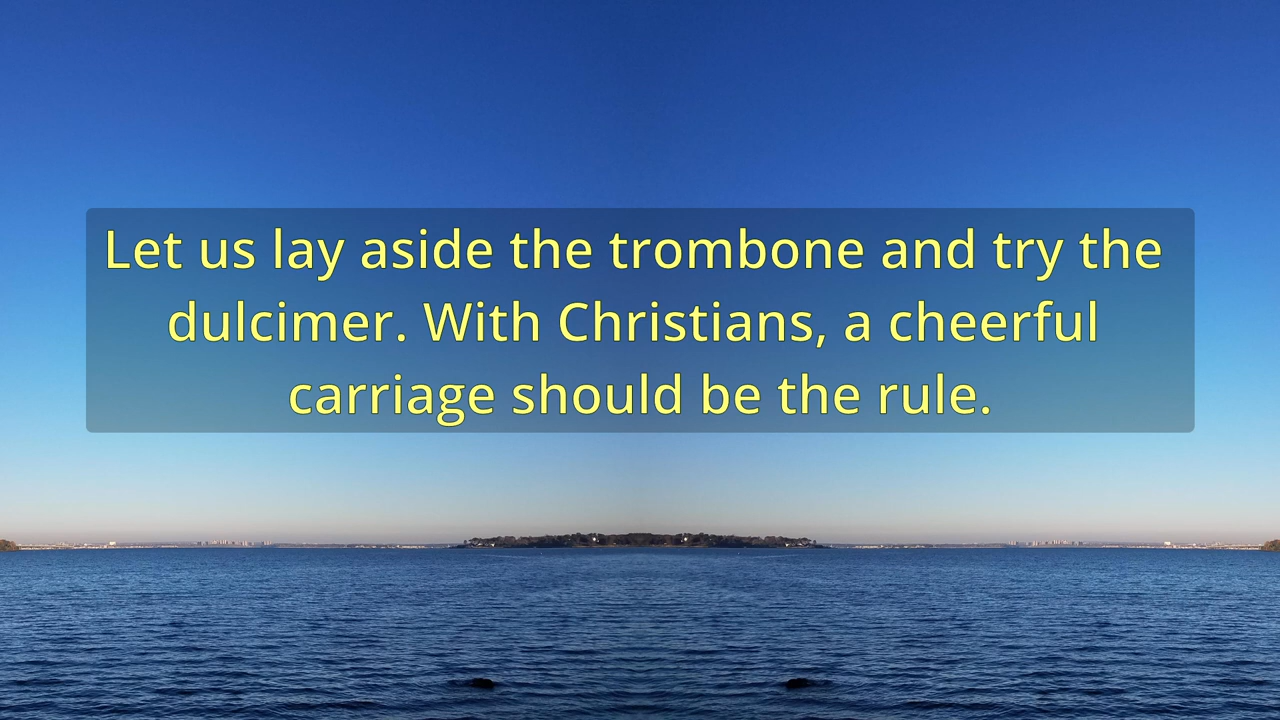 Let us lay aside the trombone and try the
dulcimer. With Christians, a cheerful
carriage should be the rule.